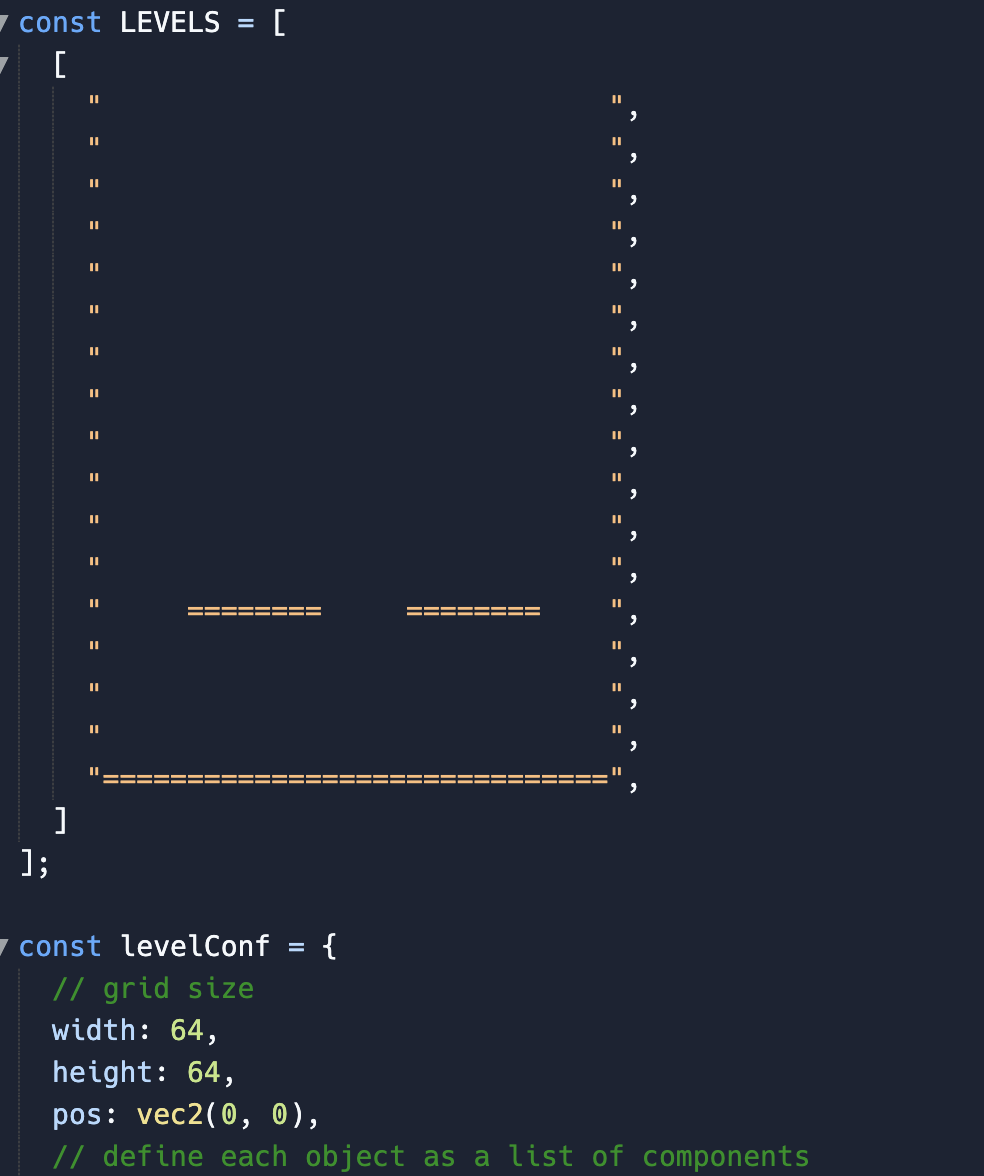 const LEVELS = [
  [
    "                              ",
    "                              ",
    "                              ",
    "                              ",
    "                              ",
    "                              ",
    "                              ",
    "                              ",
    "                              ",
    "                              ",
    "                              ",
    "                              ",
    "     ========     ========    ",
    "                              ",
    "                              ",
    "                              ",
    "==============================",
  ]
];

const levelConf = {
  // grid size
  width: 64,
  height: 64,
  pos: vec2(0, 0),
  // define each object as a list of components